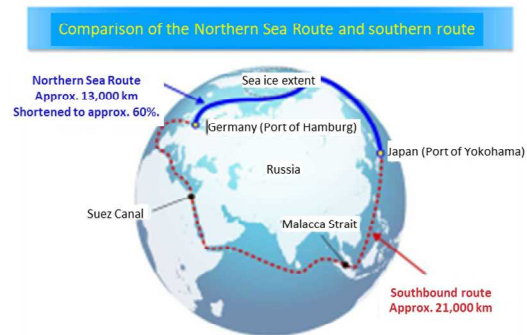 Comparison of the Northern Sea Route and southern route
Northern Sea Route
Approx. 13,000 km
Shortened to approx. 60%.
Sea ice extent
Germany (Port of Hamburg)
Japan (Port of Yokohama)
Russia
Suez Canal
Malacca Strait
Southbound route
Approx. 21,000 km